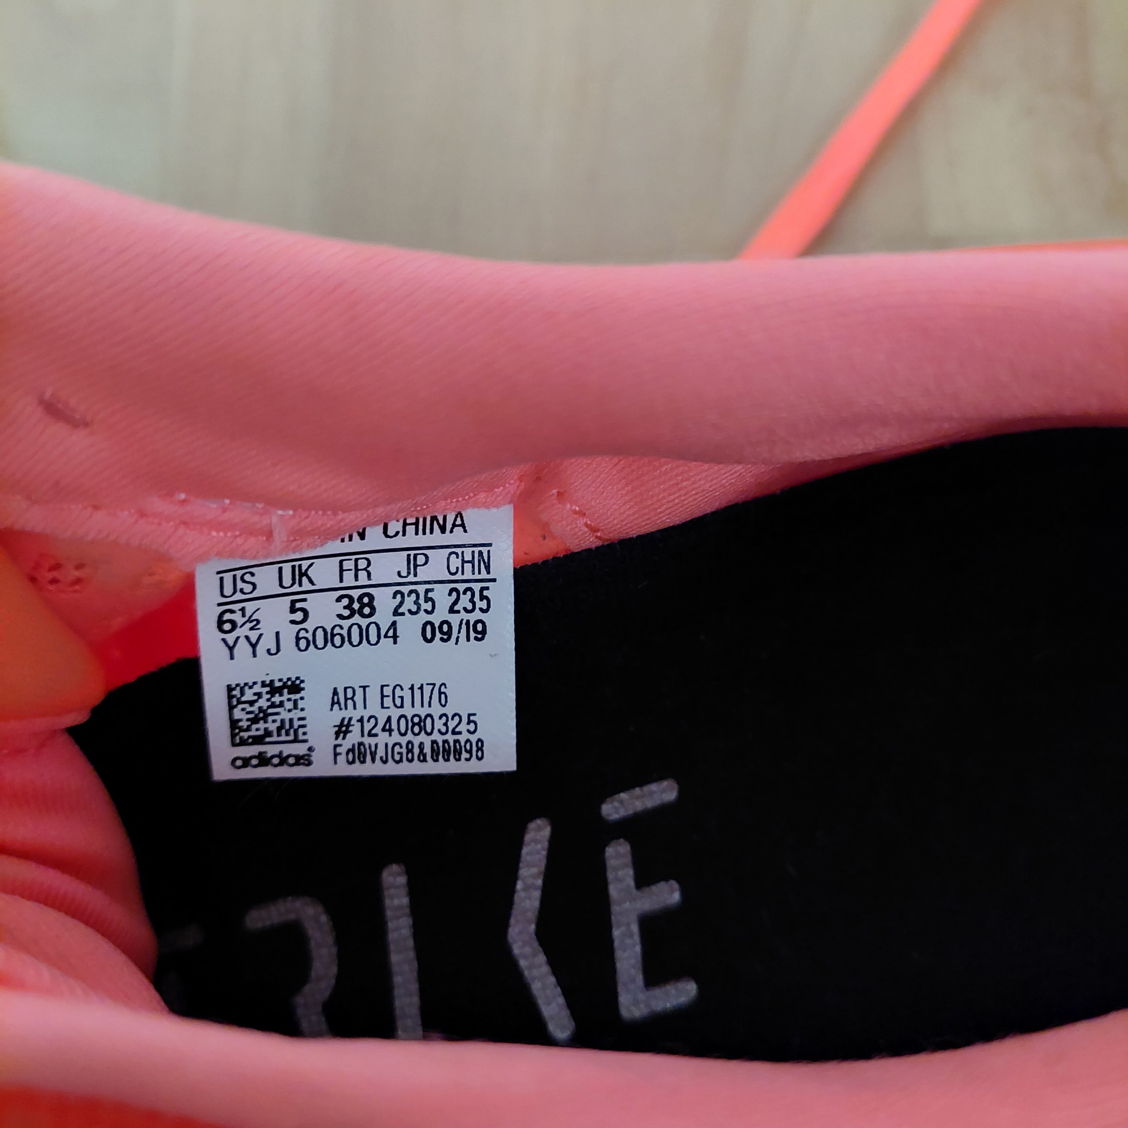 IN CHINA
US UK FR JP CHN
6½ 5 38 235 235
YYJ 606004 09/19
ART EG1176
#124080325
adidas® Fd0VJG8&00098
RIKE